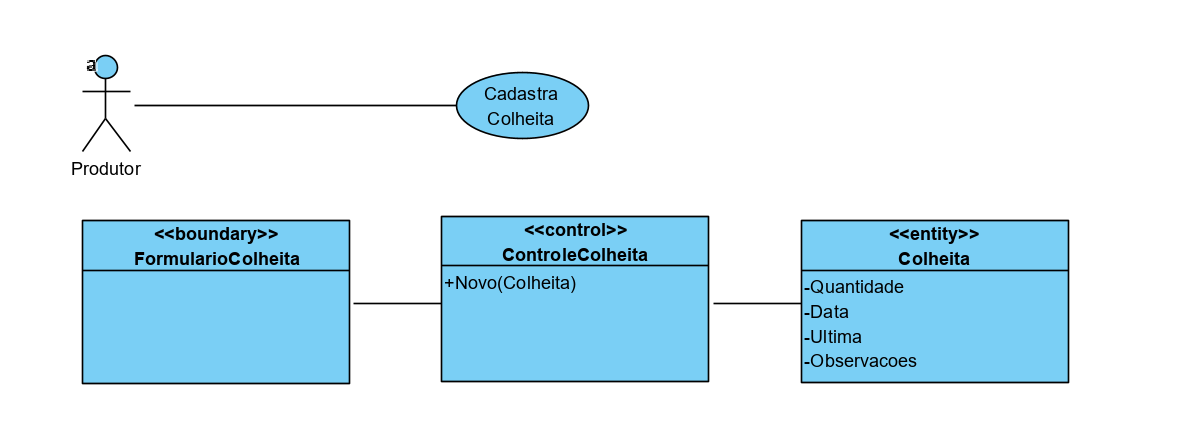 a
Cadastra
Colheita
Produtor
<<boundary>>
FormularioColheita
<<control>>
ControleColheita
+Novo(Colheita)
<<entity>>
Colheita
-Quantidade
-Data
-Ultima
-Observacoes